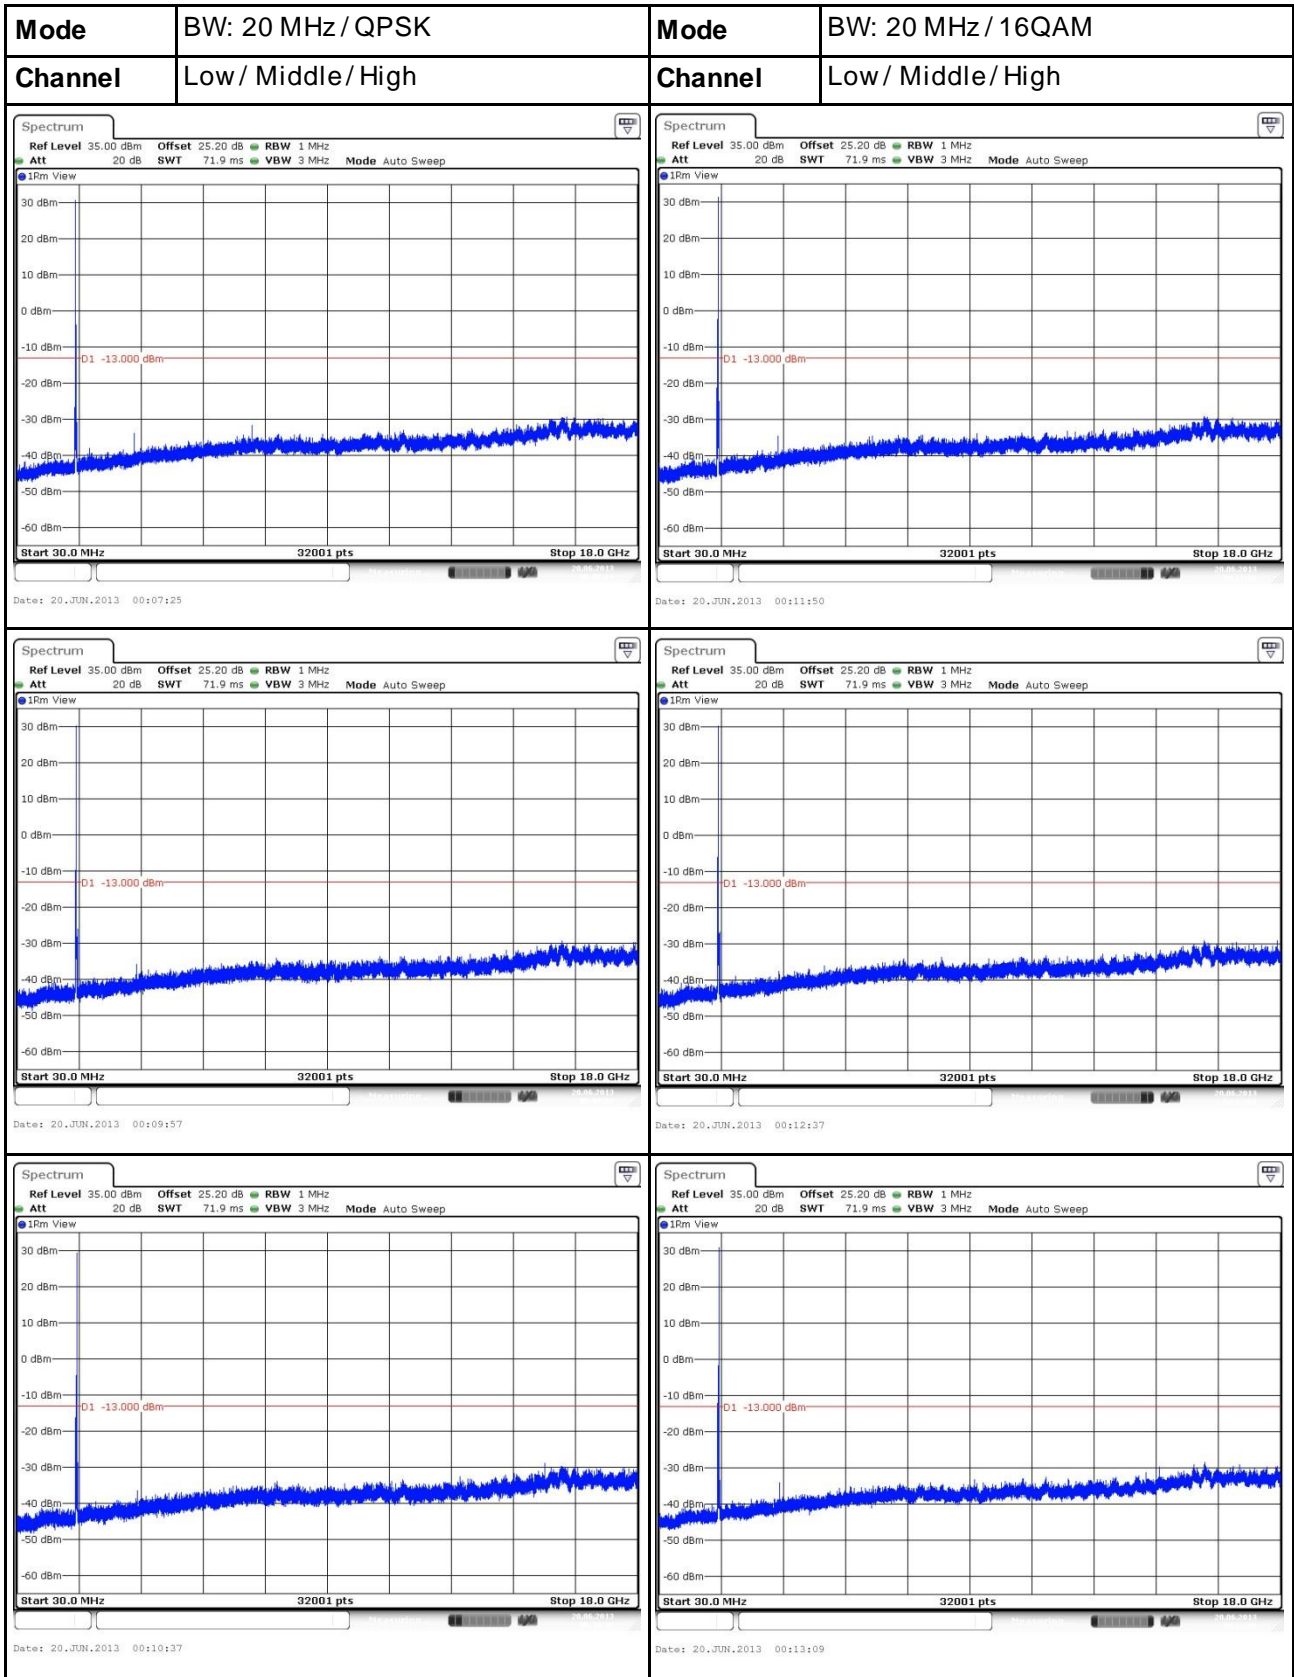 Mode BW: 20 MHz / QPSK Mode BW: 20 MHz / 16QAM
Channel Low / Middle / High Channel Low / Middle / High
Spectrum
Ref Level 35.00 dBm Offset 25.20 dB RBW 1 MHz
Att 20 dB SWT 71.9 ms VBW 3 MHz Mode Auto Sweep
1Rm View
30 dBm
20 dBm
10 dBm
0 dBm
-10 dBm
D1 -13.000 dBm
-20 dBm
-30 dBm
-40 dBm
-50 dBm
-60 dBm
Start 30.0 MHz 32001 pts Stop 18.0 GHz
Date: 20.JUN.2013 00:07:25
Spectrum
Ref Level 35.00 dBm Offset 25.20 dB RBW 1 MHz
Att 20 dB SWT 71.9 ms VBW 3 MHz Mode Auto Sweep
1Rm View
30 dBm
20 dBm
10 dBm
0 dBm
-10 dBm
D1 -13.000 dBm
-20 dBm
-30 dBm
-40 dBm
-50 dBm
-60 dBm
Start 30.0 MHz 32001 pts Stop 18.0 GHz
Date: 20.JUN.2013 00:11:50
Spectrum
Ref Level 35.00 dBm Offset 25.20 dB RBW 1 MHz
Att 20 dB SWT 71.9 ms VBW 3 MHz Mode Auto Sweep
1Rm View
30 dBm
20 dBm
10 dBm
0 dBm
-10 dBm
D1 -13.000 dBm
-20 dBm
-30 dBm
-40 dBm
-50 dBm
-60 dBm
Start 30.0 MHz 32001 pts Stop 18.0 GHz
Date: 20.JUN.2013 00:09:57
Spectrum
Ref Level 35.00 dBm Offset 25.20 dB RBW 1 MHz
Att 20 dB SWT 71.9 ms VBW 3 MHz Mode Auto Sweep
1Rm View
30 dBm
20 dBm
10 dBm
0 dBm
-10 dBm
D1 -13.000 dBm
-20 dBm
-30 dBm
-40 dBm
-50 dBm
-60 dBm
Start 30.0 MHz 32001 pts Stop 18.0 GHz
Date: 20.JUN.2013 00:12:37
Spectrum
Ref Level 35.00 dBm Offset 25.20 dB RBW 1 MHz
Att 20 dB SWT 71.9 ms VBW 3 MHz Mode Auto Sweep
1Rm View
30 dBm
20 dBm
10 dBm
0 dBm
-10 dBm
D1 -13.000 dBm
-20 dBm
-30 dBm
-40 dBm
-50 dBm
-60 dBm
Start 30.0 MHz 32001 pts Stop 18.0 GHz
Date: 20.JUN.2013 00:10:37
Spectrum
Ref Level 35.00 dBm Offset 25.20 dB RBW 1 MHz
Att 20 dB SWT 71.9 ms VBW 3 MHz Mode Auto Sweep
1Rm View
30 dBm
20 dBm
10 dBm
0 dBm
-10 dBm
D1 -13.000 dBm
-20 dBm
-30 dBm
-40 dBm
-50 dBm
-60 dBm
Start 30.0 MHz 32001 pts Stop 18.0 GHz
Date: 20.JUN.2013 00:13:09